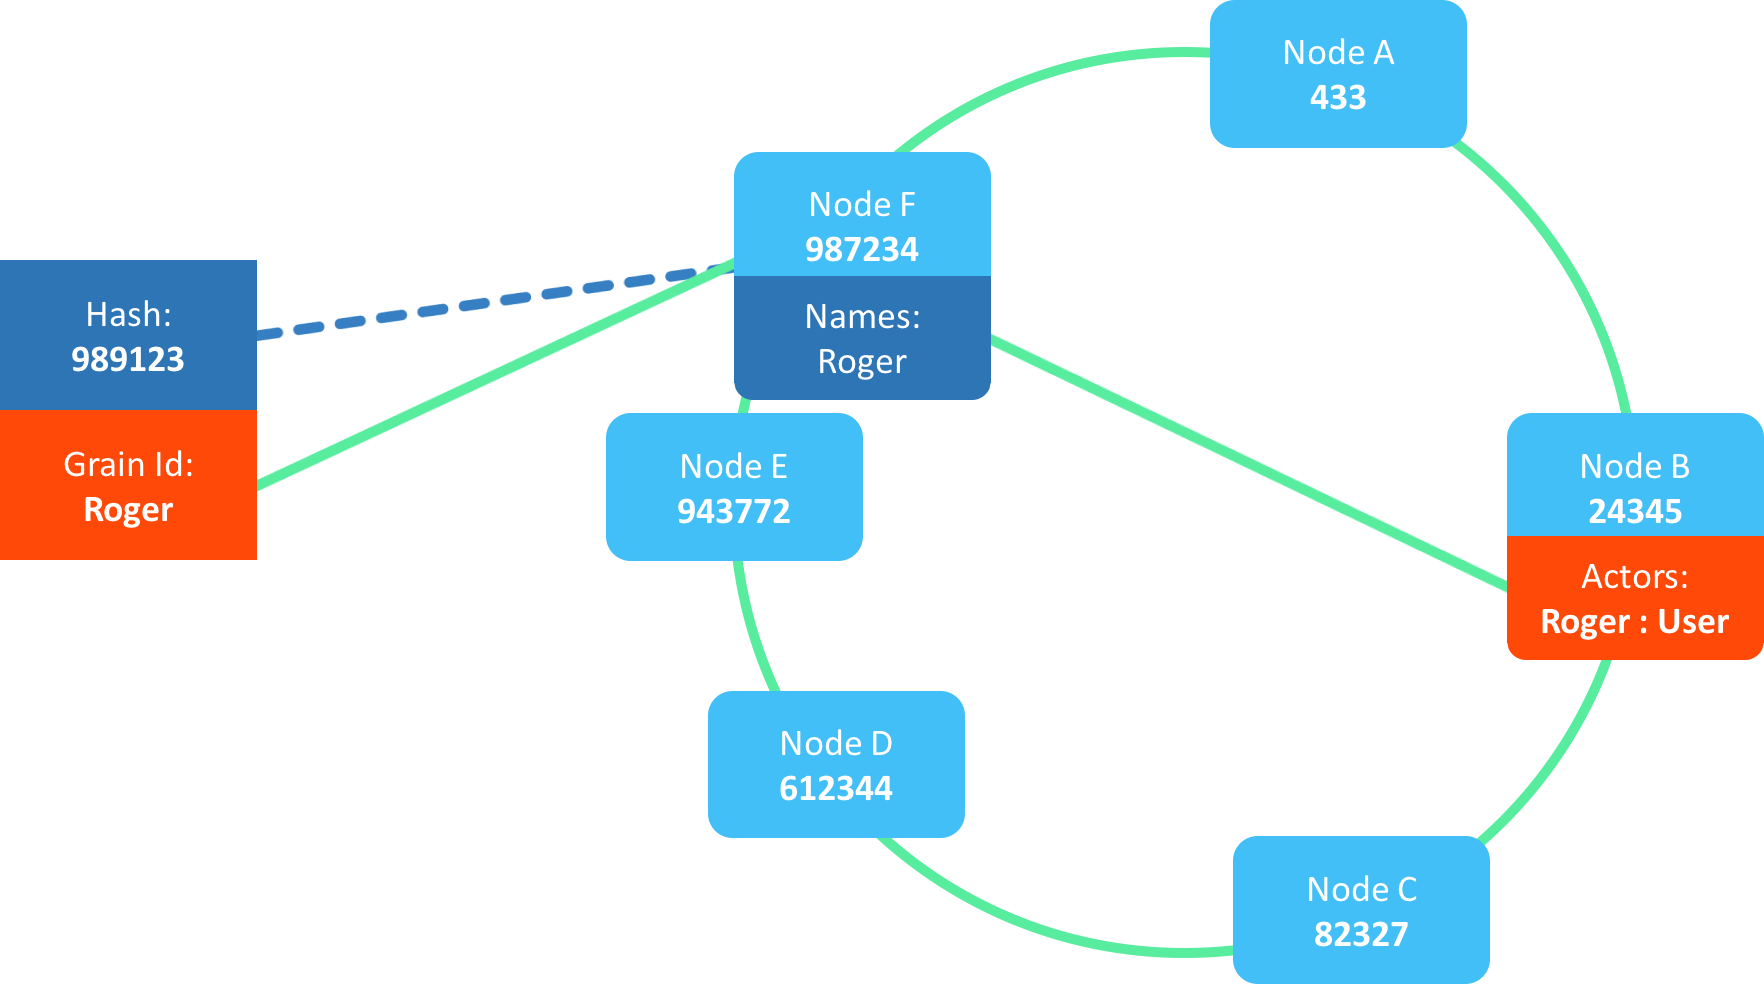 Node A
433
Node F
987234
Names:
Roger
Hash:
989123
Grain Id:
Roger
Node E
943772
Node B
24345
Actors:
Roger : User
Node D
612344
Node C
82327